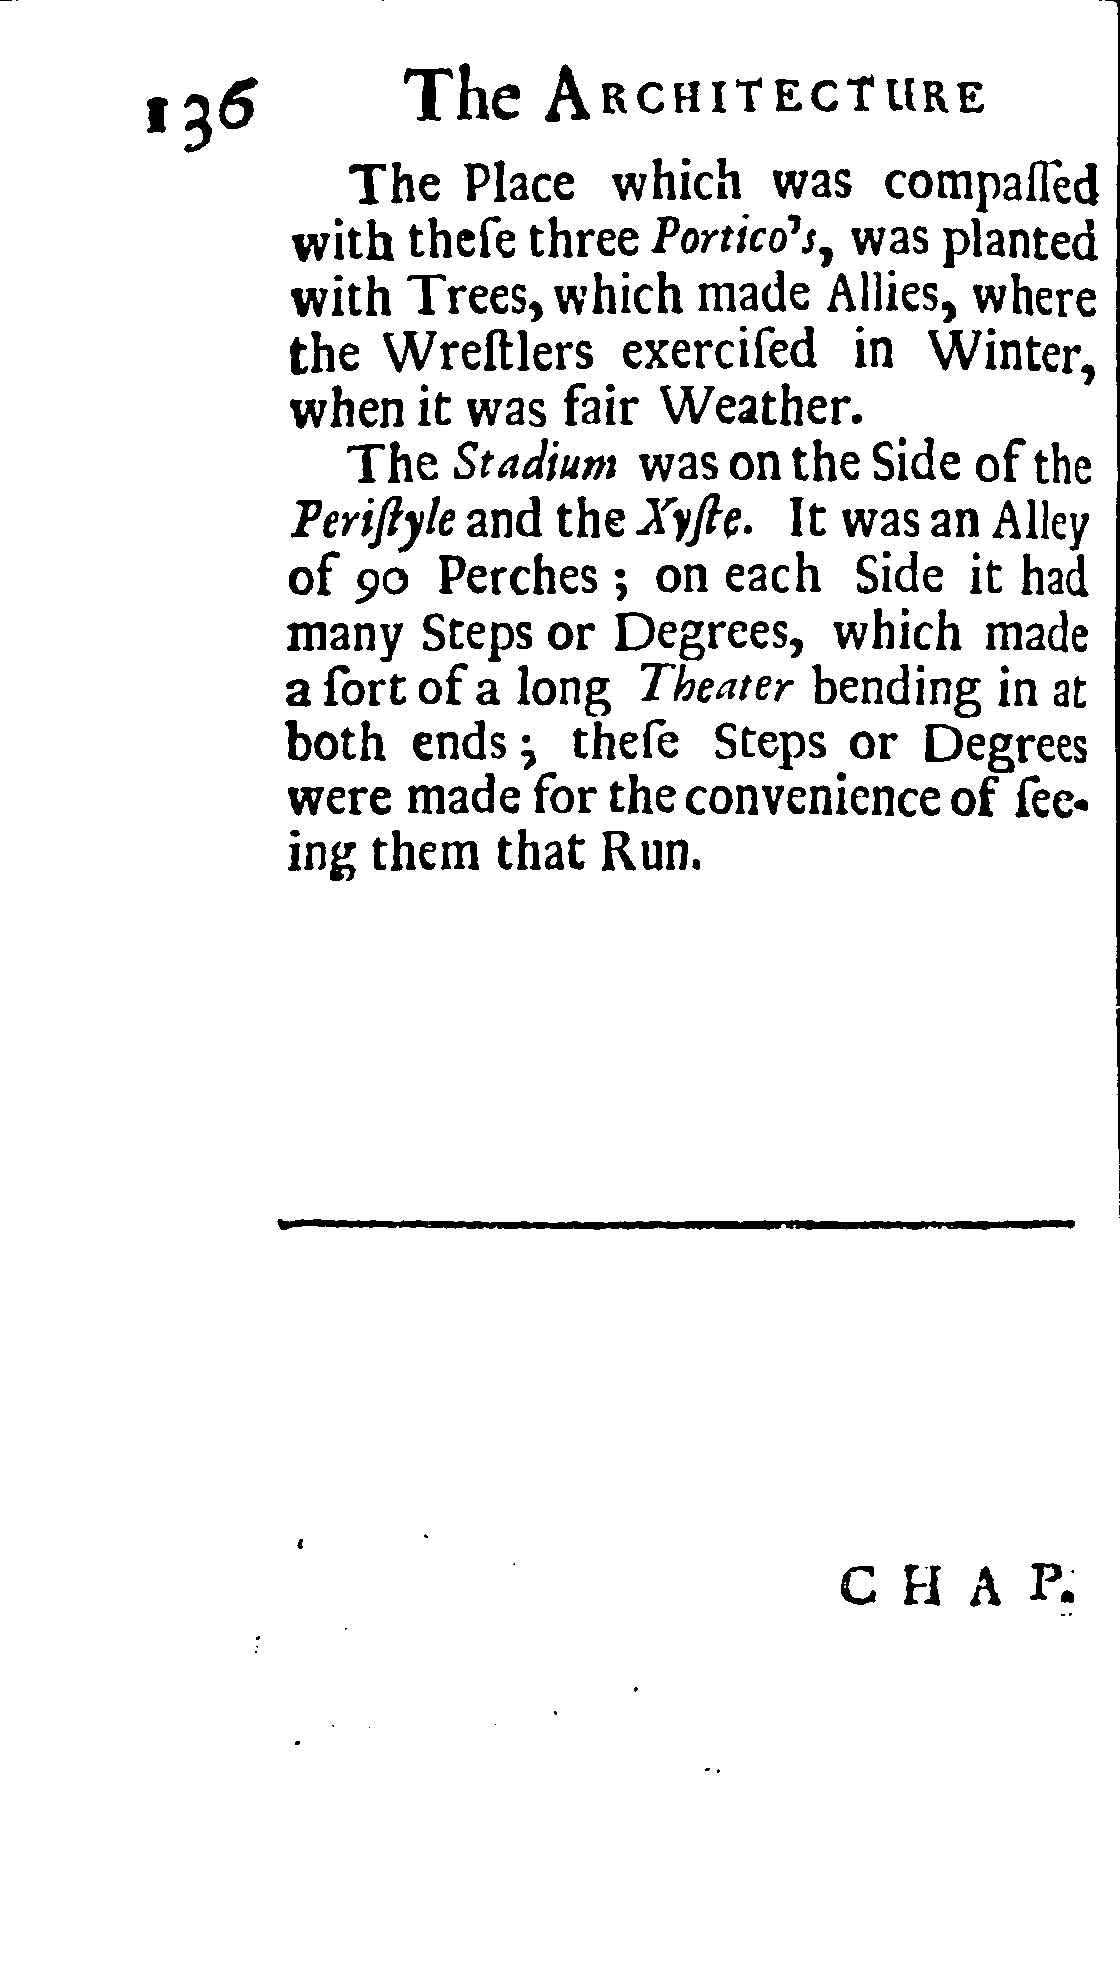 136 The ARCHITECTURE
The Place which was compaſſed
with theſe three Portico's, was planted
with Trees, which made Allies, where
the Wreſtlers exerciſed in Winter,
when it was fair Weather.
The Stadium was on the Side of the
Periſtyle and the Xyſte. It was an Alley
of 90 Perches ; on each Side it had
many Steps or Degrees, which made
a ſort of a long Theater bending in at
both ends ; theſe Steps or Degrees
were made for the convenience of ſee-
ing them that Run.
CHAP.